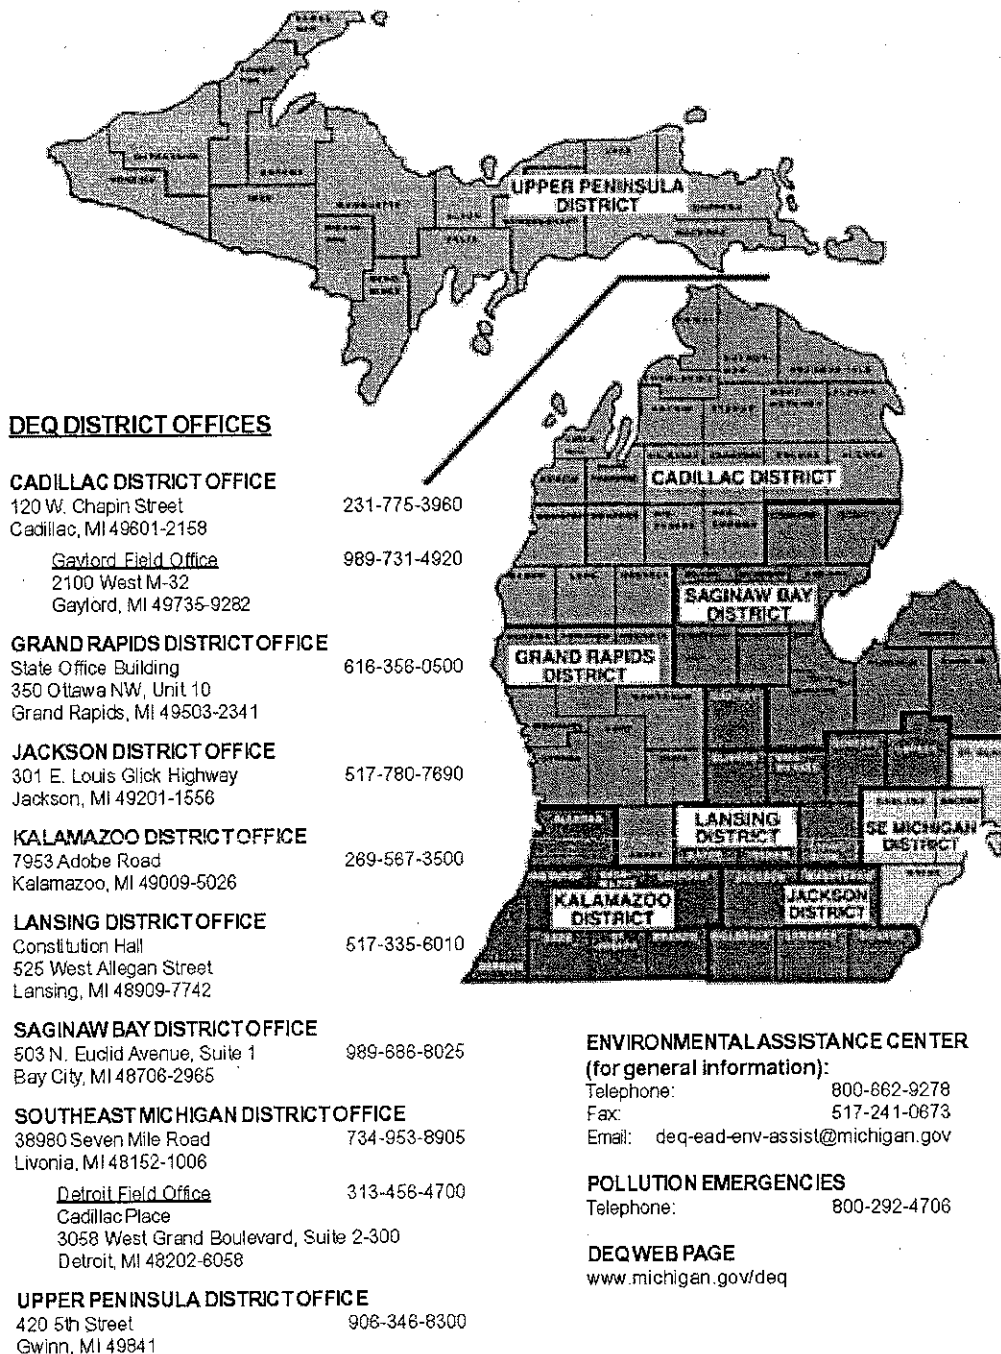 UPPER PENINSULA
DISTRICT
CADILLAC DISTRICT
SAGINAW BAY
DISTRICT
GRAND RAPIDS
DISTRICT
LANSING
DISTRICT
SE MICHIGAN
DISTRICT
KALAMAZOO
DISTRICT
JACKSON
DISTRICT
DEQ DISTRICT OFFICES
CADILLAC DISTRICT OFFICE
120 W. Chapin Street 231-775-3960
Cadillac, MI 49601-2158
Gaylord Field Office 989-731-4920
2100 West M-32
Gaylord, MI 49735-9282
GRAND RAPIDS DISTRICT OFFICE
State Office Building 616-356-0500
350 Ottawa NW, Unit 10
Grand Rapids, MI 49503-2341
JACKSON DISTRICT OFFICE
301 E. Louis Glick Highway 517-780-7690
Jackson, MI 49201-1556
KALAMAZOO DISTRICT OFFICE
7953 Adobe Road 269-567-3500
Kalamazoo, MI 49009-5026
LANSING DISTRICT OFFICE
Constitution Hall 517-335-6010
525 West Allegan Street
Lansing, MI 48909-7742
SAGINAW BAY DISTRICT OFFICE
503 N. Euclid Avenue, Suite 1 989-686-8025
Bay City, MI 48706-2965
SOUTHEAST MICHIGAN DISTRICT OFFICE
38980 Seven Mile Road 734-953-8905
Livonia, MI 48152-1006
Detroit Field Office 313-456-4700
Cadillac Place
3058 West Grand Boulevard, Suite 2-300
Detroit, MI 48202-6058
UPPER PENINSULA DISTRICT OFFICE
420 5th Street 906-346-8300
Gwinn, MI 49841
ENVIRONMENTAL ASSISTANCE CENTER
(for general information):
Telephone: 800-662-9278
Fax: 517-241-0673
Email: deq-ead-env-assist@michigan.gov
POLLUTION EMERGENCIES
Telephone: 800-292-4706
DEQ WEB PAGE
www.michigan.gov/deq